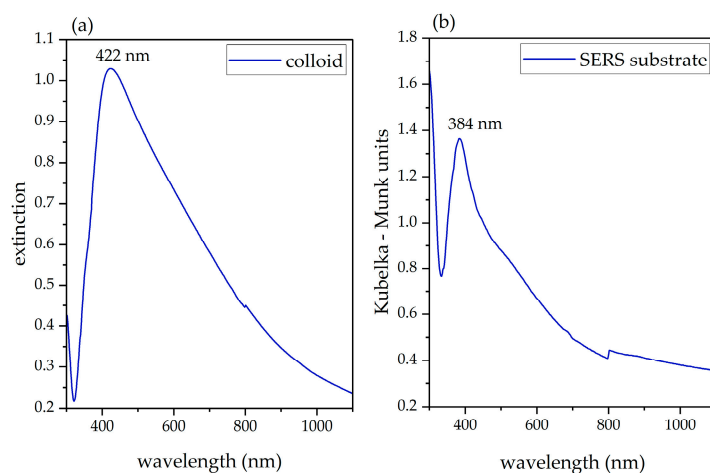 (a)
422 nm
colloid
1.1
1.0
0.9
0.8
0.7
0.6
0.5
0.4
0.3
0.2
extinction
400 600 800 1000
wavelength (nm)
(b)
384 nm
SERS substrate
1.8
1.6
1.4
1.2
1.0
0.8
0.6
0.4
0.2
Kubelka - Munk units
400 600 800 1000
wavelength (nm)